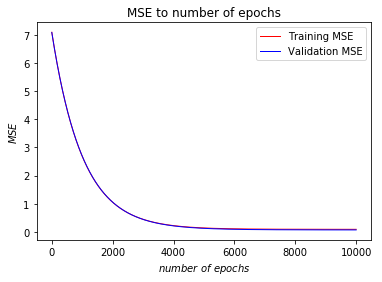 MSE to number of epochs
Training MSE
Validation MSE
7
6
5
4
3
2
1
0
MSE
0 2000 4000 6000 8000 10000
number of epochs